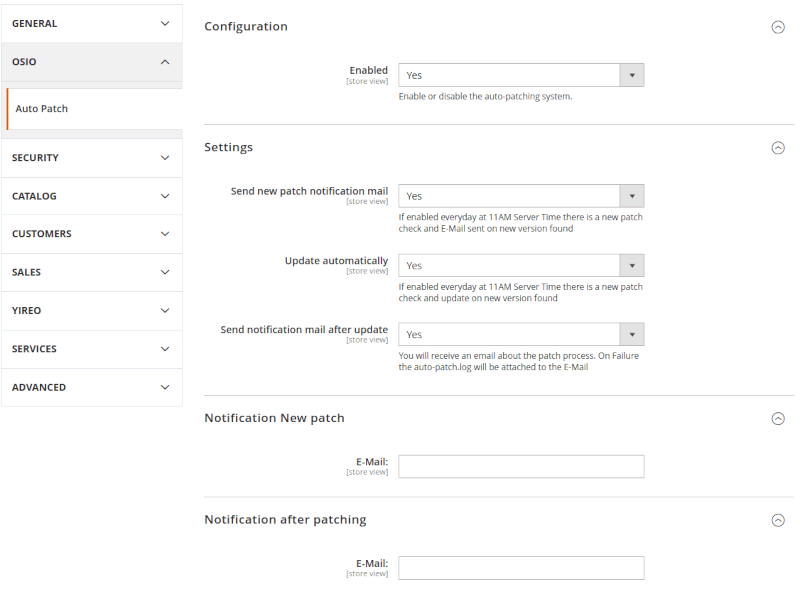 GENERAL
OSIO
Auto Patch
SECURITY
CATALOG
CUSTOMERS
SALES
YIREO
SERVICES
ADVANCED
Configuration
Enabled
[store view]
Yes
Enable or disable the auto-patching system.
Settings
Send new patch notification mail
[store view]
Yes
If enabled everyday at 11AM Server Time there is a new patch
check and E-Mail sent on new version found
Update automatically
[store view]
Yes
If enabled everyday at 11AM Server Time there is a new patch
check and update on new version found
Send notification mail after update
[store view]
Yes
You will receive an email about the patch process. On Failure
the auto-patch.log will be attached to the E-Mail
Notification New patch
E-Mail:
[store view]
Notification after patching
E-Mail:
[store view]